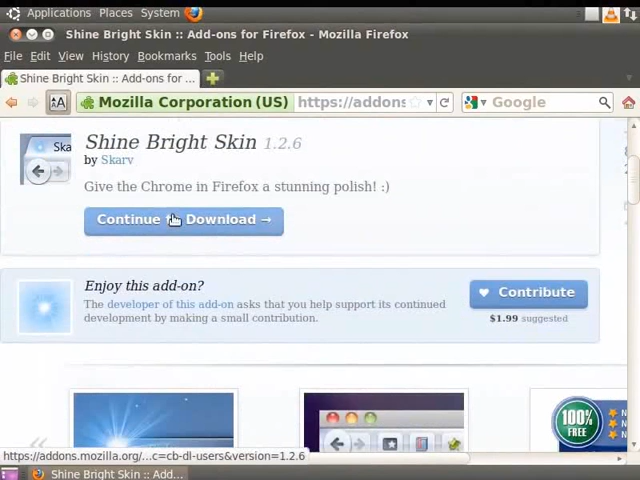 Applications Places System
Shine Bright Skin :: Add-ons for Firefox - Mozilla Firefox
File Edit View History Bookmarks Tools Help
Shine Bright Skin :: Add-ons for ...
Mozilla Corporation (US) https://addons Google
Ska
Shine Bright Skin 1.2.6
by Skarv
Give the Chrome in Firefox a stunning polish! :)
Continue Download →
Enjoy this add-on?
The developer of this add-on asks that you help support its continued
development by making a small contribution.
Contribute
$1.99 suggested
100%
FREE
https://addons.mozilla.org/...c=cb-dl-users&version=1.2.6
Shine Bright Skin :: Add...